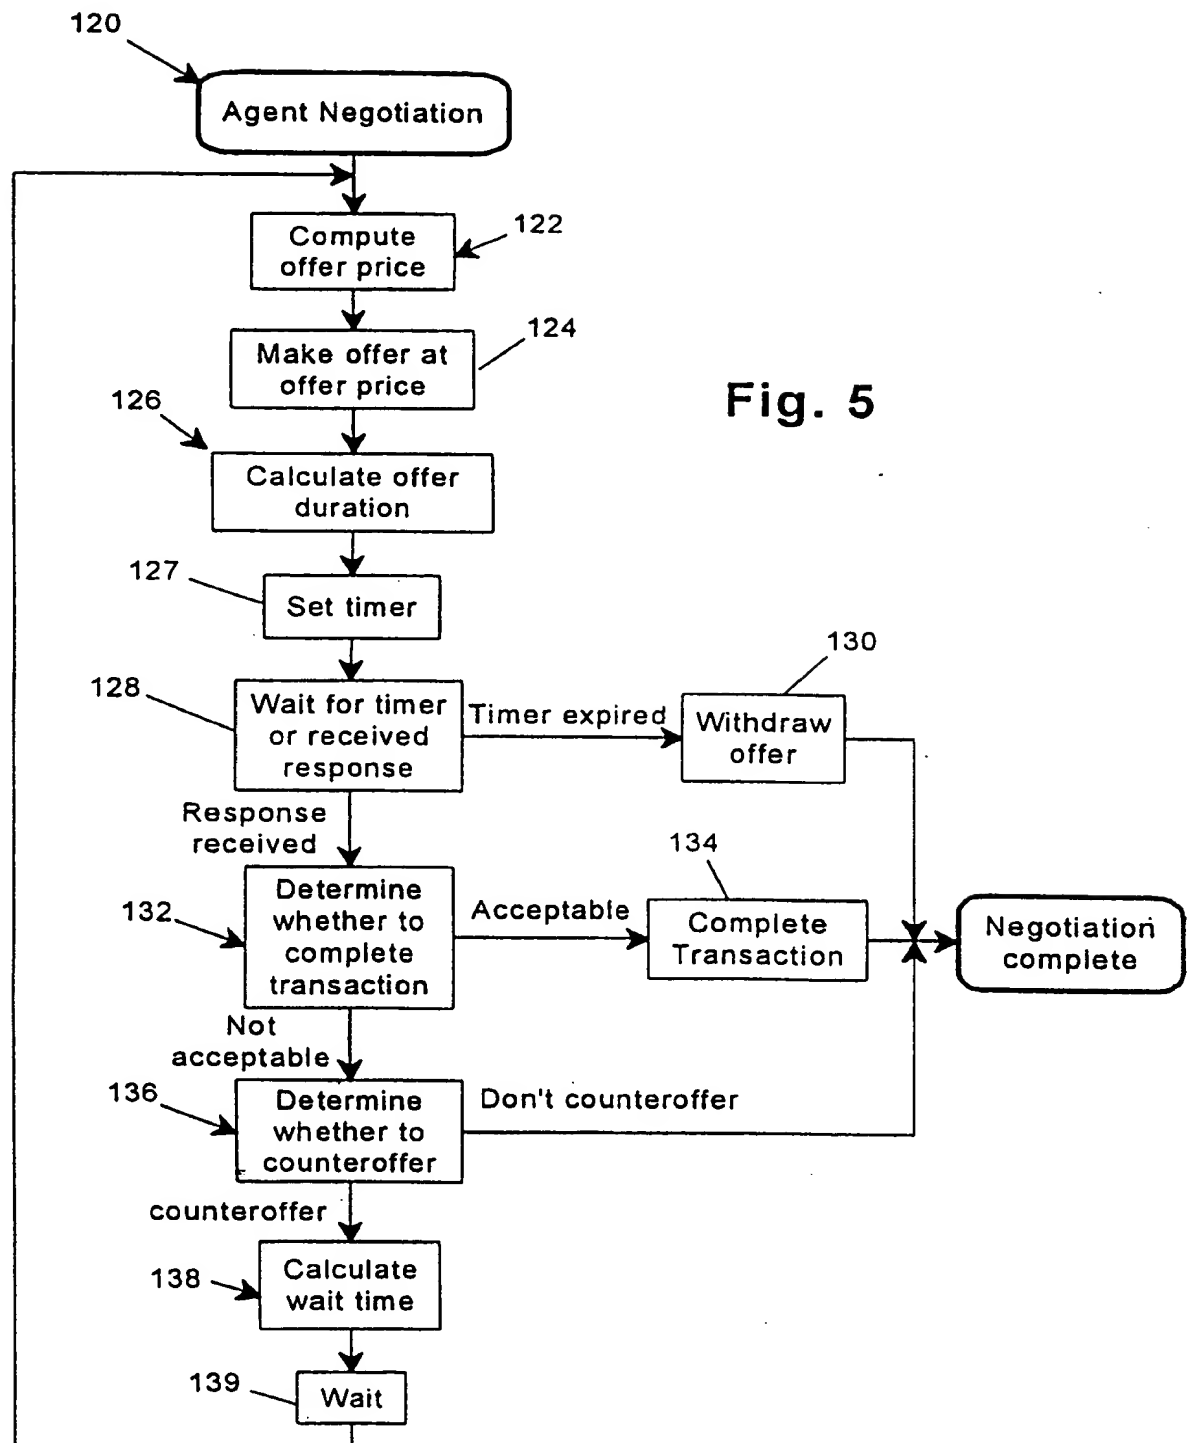 120
Agent Negotiation
122
Compute
offer price
124
Make offer at
offer price
Fig. 5
126
Calculate offer
duration
127
Set timer
128
Wait for timer
or received
response
Timer expired
130
Withdraw
offer
Response
received
132
Determine
whether to
complete
transaction
Acceptable
134
Complete
Transaction
Negotiation
complete
Not
acceptable
136
Determine
whether to
counteroffer
Don't counteroffer
counteroffer
138
Calculate
wait time
139
Wait